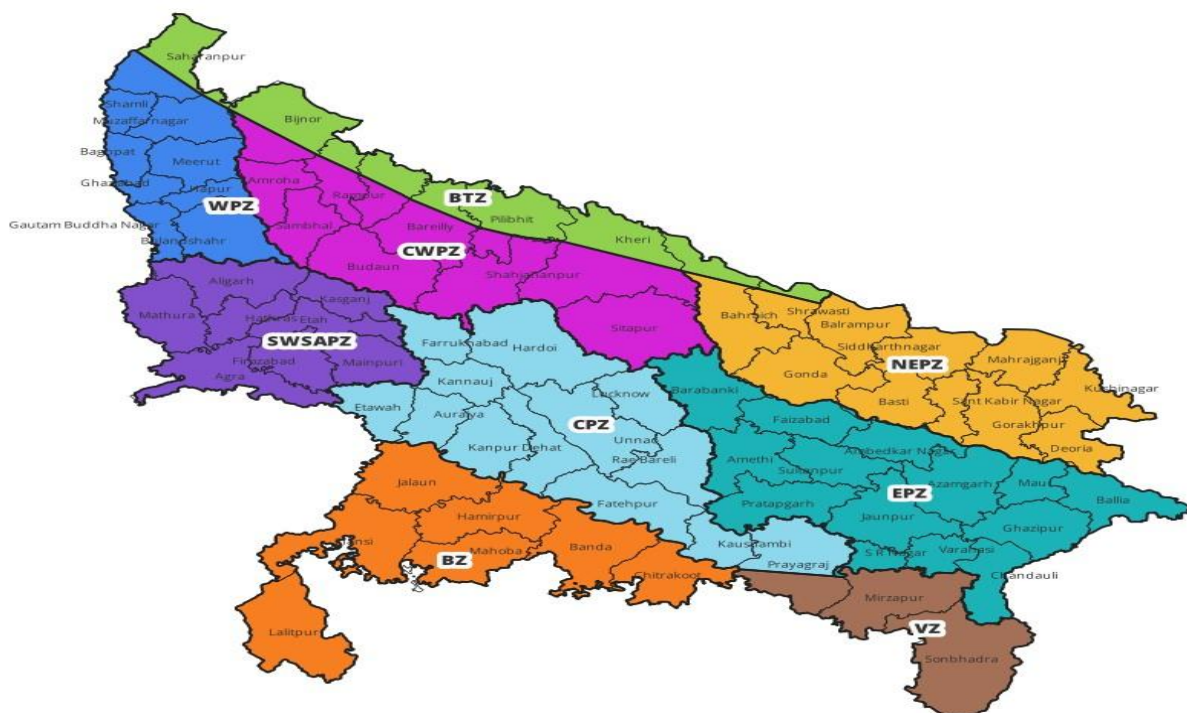 Saharanpur
Shamli
Muzaffarnagar
Bijnor
Baghpat
Meerut
Ghaziabad
Hapur
WPZ
Gautam Buddha Nagar
Bulandshahr
Amroha
Rampur
BTZ
Sambhal
Bareilly
Pilibhit
CWPZ
Kheri
Budaun
Shahjahanpur
Sitapur
Aligarh
Kasganj
Mathura
Hathras
Etah
SWSAPZ
Firozabad
Mainpuri
Agra
Bahraich
Shrawasti
Balrampur
Siddharthnagar
Mahrajganj
Gonda
NEPZ
Kushinagar
Basti
Sant Kabir Nagar
Gorakhpur
Deoria
Farrukhabad
Hardoi
Kannauj
Lucknow
Etawah
Auraiya
CPZ
Unnao
Kanpur Dehat
Rae Bareli
Fatehpur
Kaushambi
Prayagraj
Barabanki
Faizabad
Ambedkar Nagar
Amethi
Sultanpur
Azamgarh
Mau
Ballia
EPZ
Pratapgarh
Jaunpur
Ghazipur
S R Nagar
Varanasi
Chandauli
Jalaun
Hamirpur
Mahoba
Banda
BZ
Chitrakoot
Lalitpur
Mirzapur
VZ
Sonbhadra